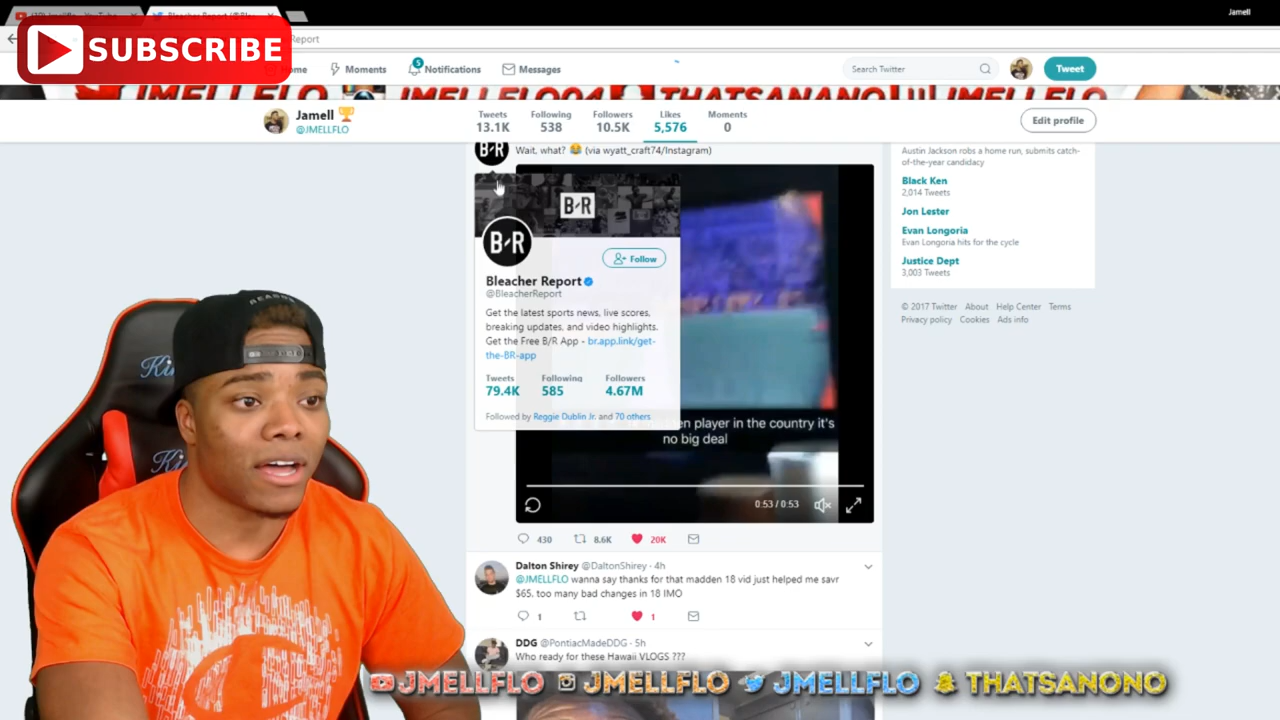 Jamell
SUBSCRIBE
Report
Home
Moments
5
Notifications
Messages
Search Twitter
Tweet
JMELLFLO JMELLFLO04 THATSANONO JMELLFLO
Jamell
@JMELLFLO
Tweets 13.1K
Following 538
Followers 10.5K
Likes 5,576
Moments 0
Edit profile
B/R
Wait, what? 😂 (via wyatt_craft74/Instagram)
B/R
B/R
Follow
Bleacher Report
@BleacherReport
Get the latest sports news, live scores,
breaking updates, and video highlights.
Get the Free B/R App - br.app.link/get-
the-BR-app
Tweets 79.4K
Following 585
Followers 4.67M
Followed by Reggie Dublin Jr. and 70 others
en player in the country it's
no big deal
0:53 / 0:53
430 8.6K 20K
Dalton Shirey @DaltonShirey · 4h
@JMELLFLO wanna say thanks for that madden 18 vid just helped me savr
$65. too many bad changes in 18 IMO
1 1
DDG @PontiacMadeDDG · 5h
Who ready for these Hawaii VLOGS ???
Austin Jackson robs a home run, submits catch-
of-the-year candidacy
Black Ken
2,014 Tweets
Jon Lester
Evan Longoria
Evan Longoria hits for the cycle
Justice Dept
3,003 Tweets
© 2017 Twitter About Help Center Terms
Privacy policy Cookies Ads info
JMELLFLO JMELLFLO JMELLFLO THATSANONO